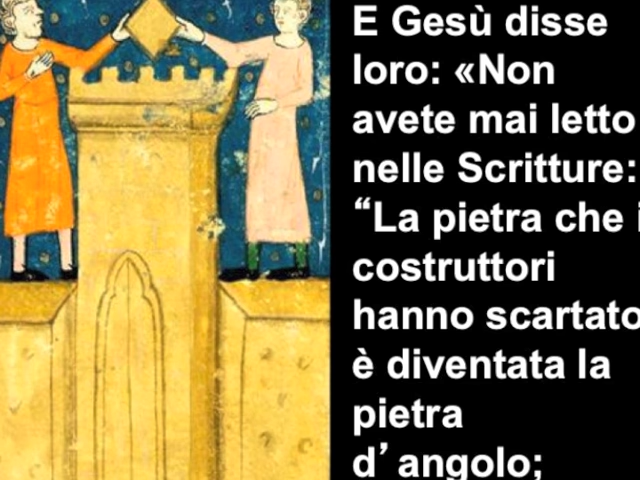 E Gesù disse
loro: «Non
avete mai letto
nelle Scritture:
“La pietra che i
costruttori
hanno scartato
è diventata la
pietra
d’angolo;